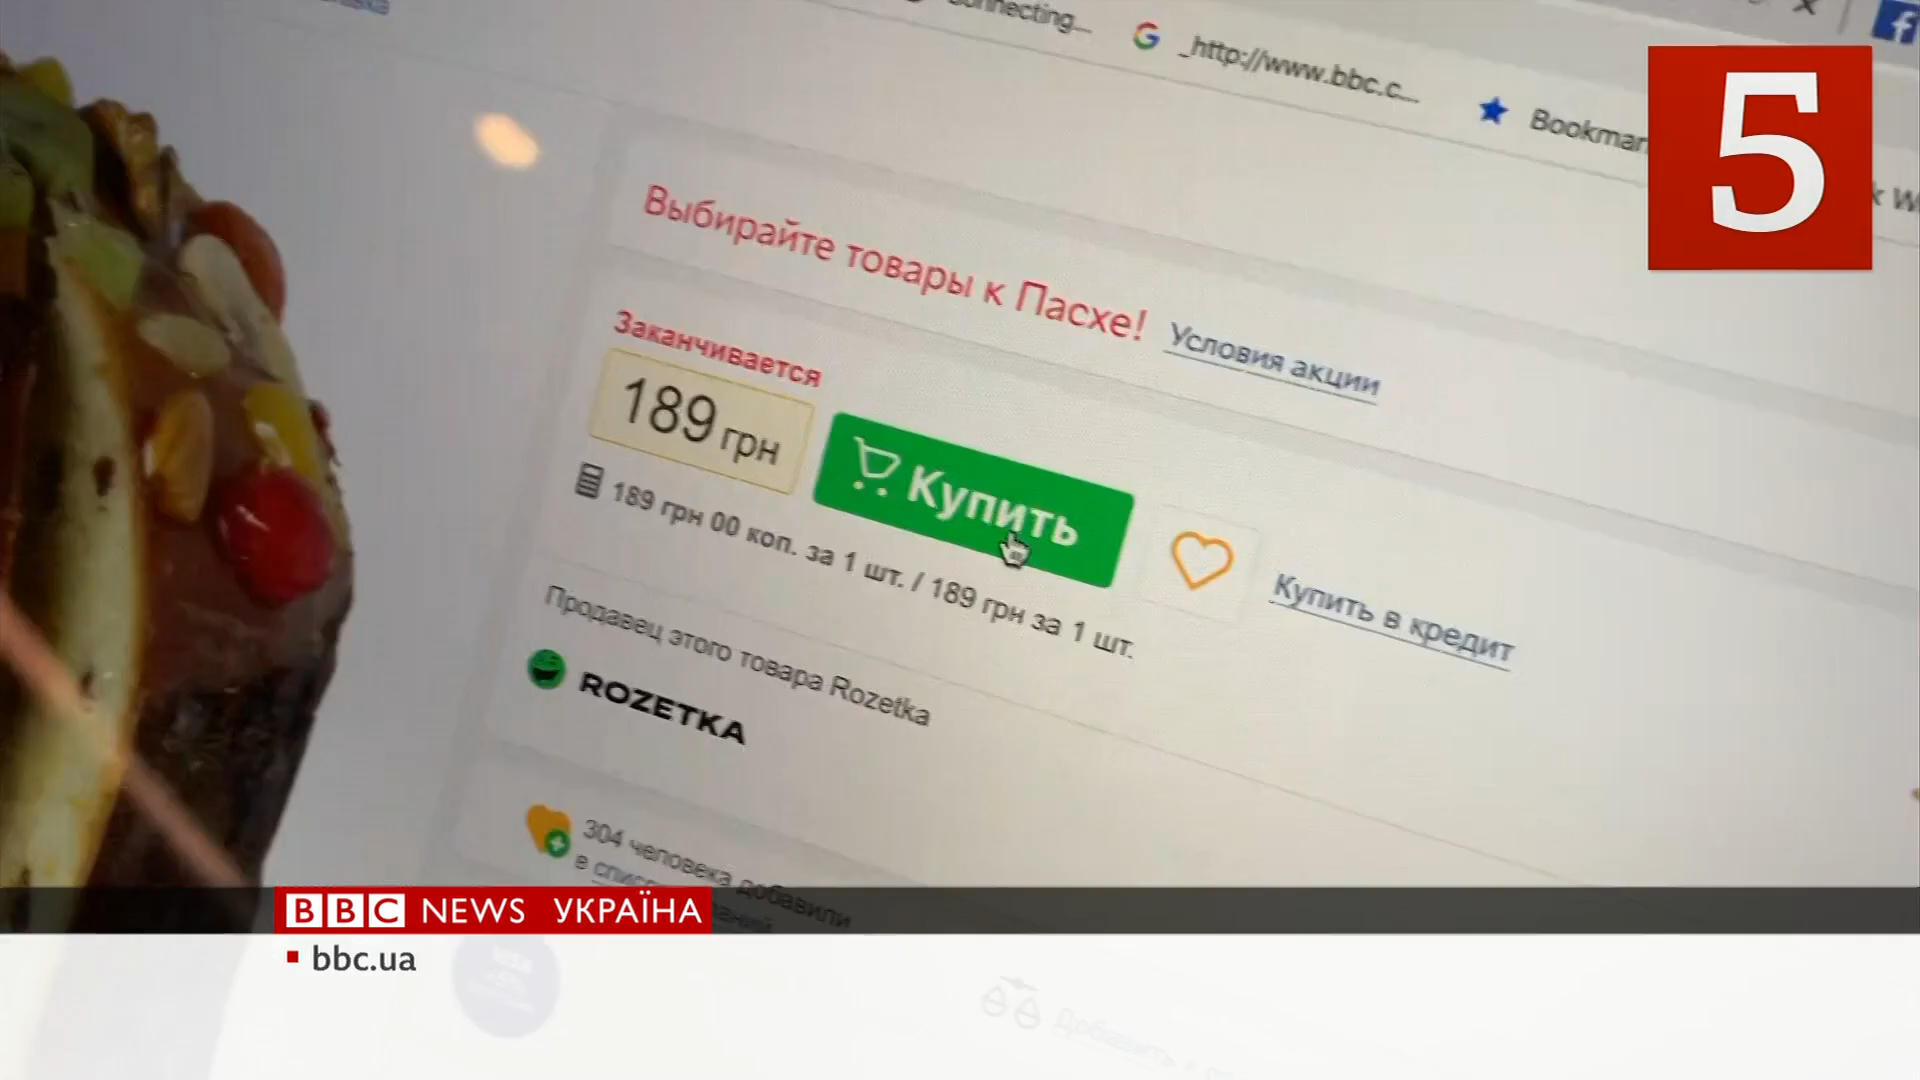 _http://www.bbc.c...
5
Выбирайте товары к Пасхе! Условия акции
Заканчивается
189 грн
Купить
Купить в кредит
189 грн 00 коп. за 1 шт. / 189 грн за 1 шт.
Продавец этого товара Rozetka
ROZETKA
304 человека добавили
в
BBC NEWS УКРАЇНА
bbc.ua
Добавить